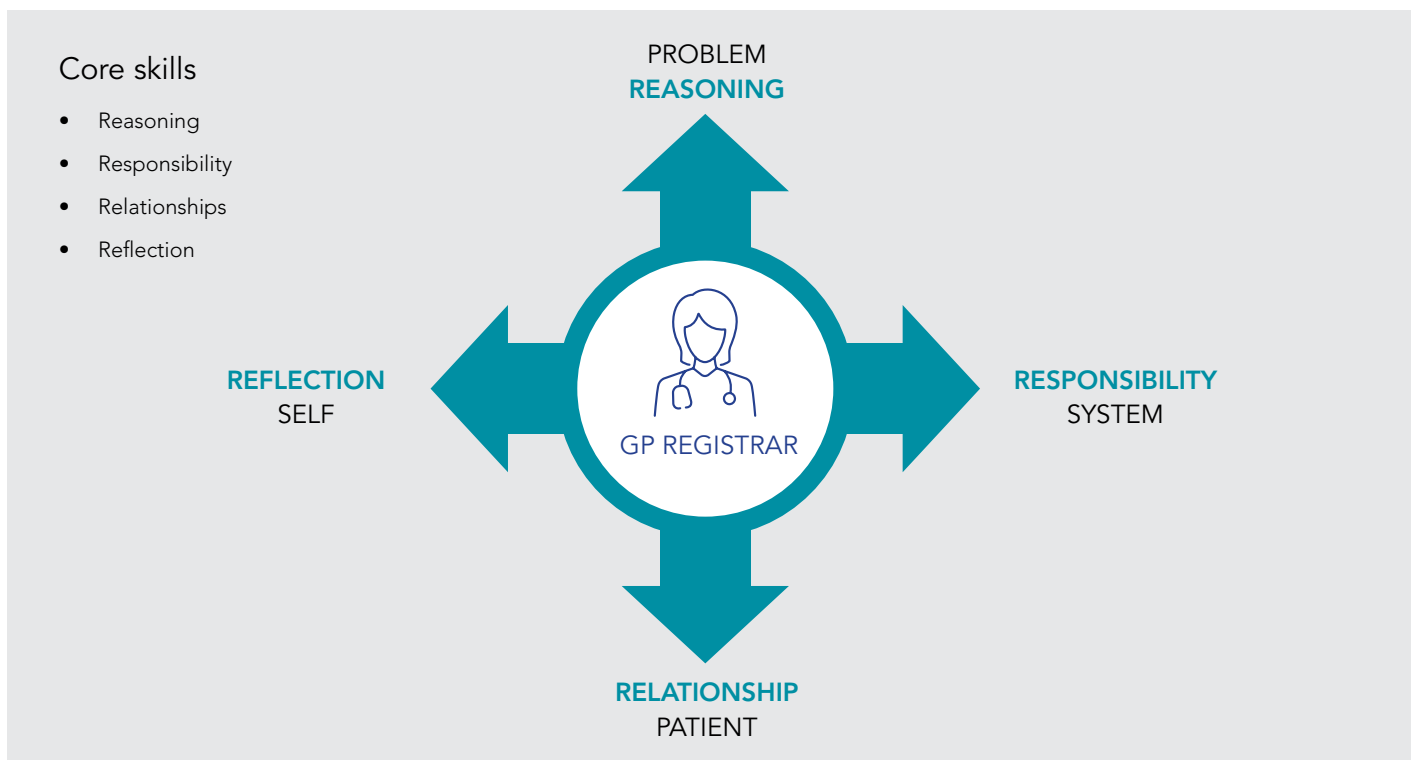 Core skills
• Reasoning
• Responsibility
• Relationships
• Reflection
PROBLEM
REASONING
REFLECTION
SELF
GP REGISTRAR
RESPONSIBILITY
SYSTEM
RELATIONSHIP
PATIENT